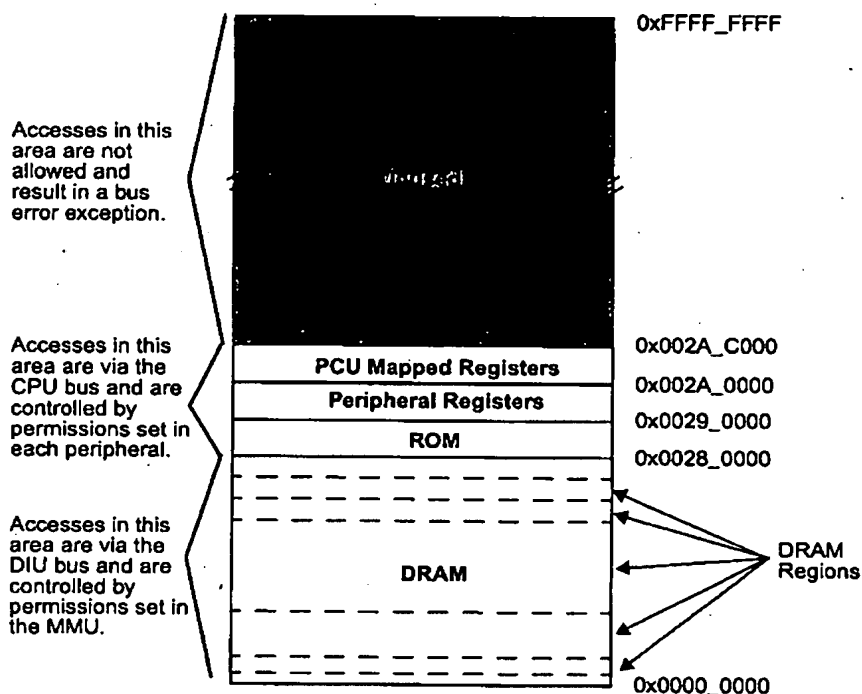 0xFFFF_FFFF
Accesses in this
area are not
allowed and
result in a bus
error exception.
Accesses in this
area are via the
CPU bus and are
controlled by
permissions set in
each peripheral.
0x002A_C000
PCU Mapped Registers
0x002A_0000
Peripheral Registers
0x0029_0000
ROM
0x0028_0000
Accesses in this
area are via the
DIU bus and are
controlled by
permissions set in
the MMU.
DRAM
DRAM
Regions
0x0000_0000